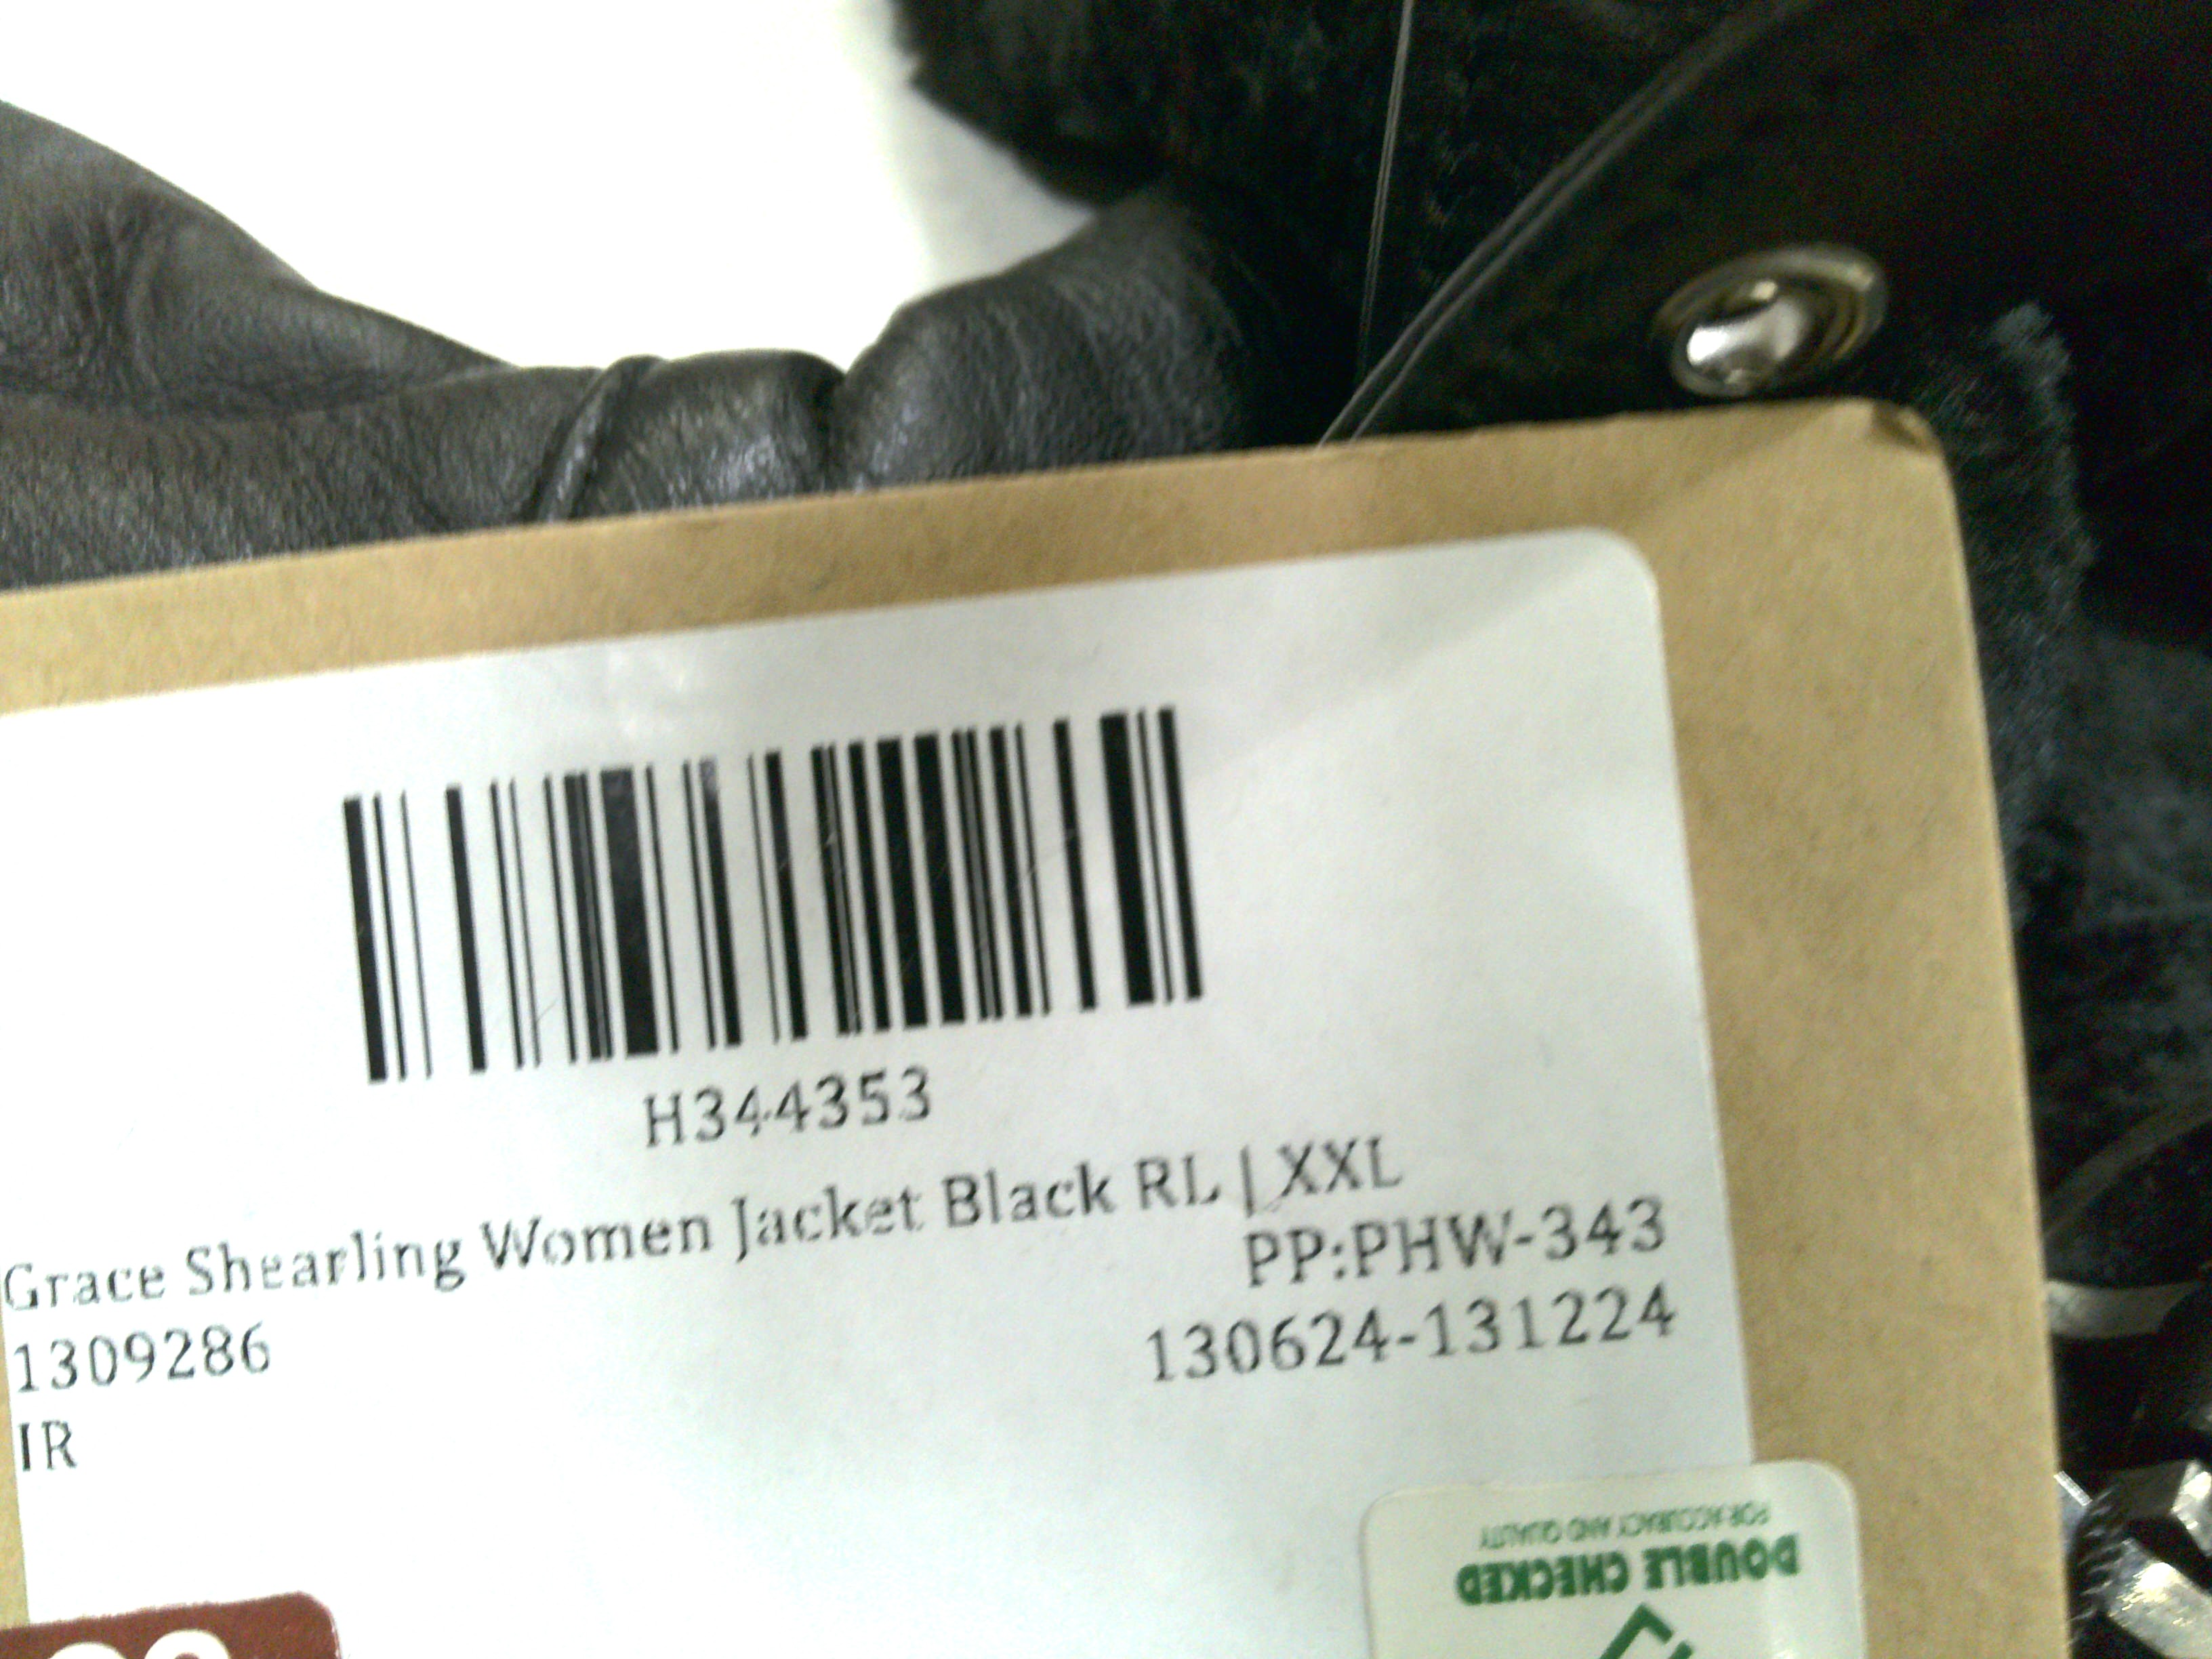 H344353
Grace Shearling Women Jacket Black RL | XXL
PP:PHW-343
1309286
130624-131224
IR
DOUBLE CHECKED
FOR ACCURACY AND QUALITY